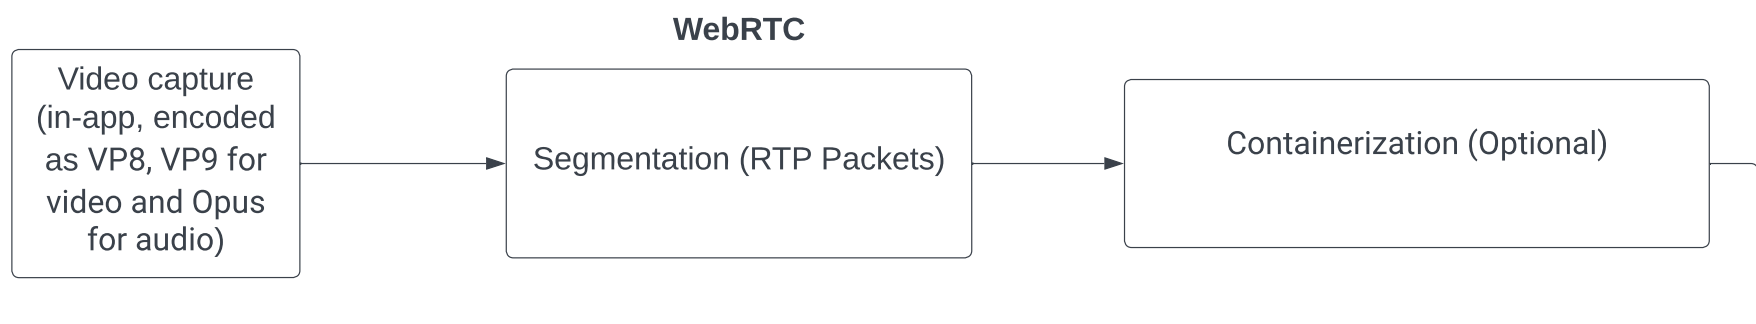 WebRTC
Video capture
(in-app, encoded
as VP8, VP9 for
video and Opus
for audio)
Segmentation (RTP Packets)
Containerization (Optional)